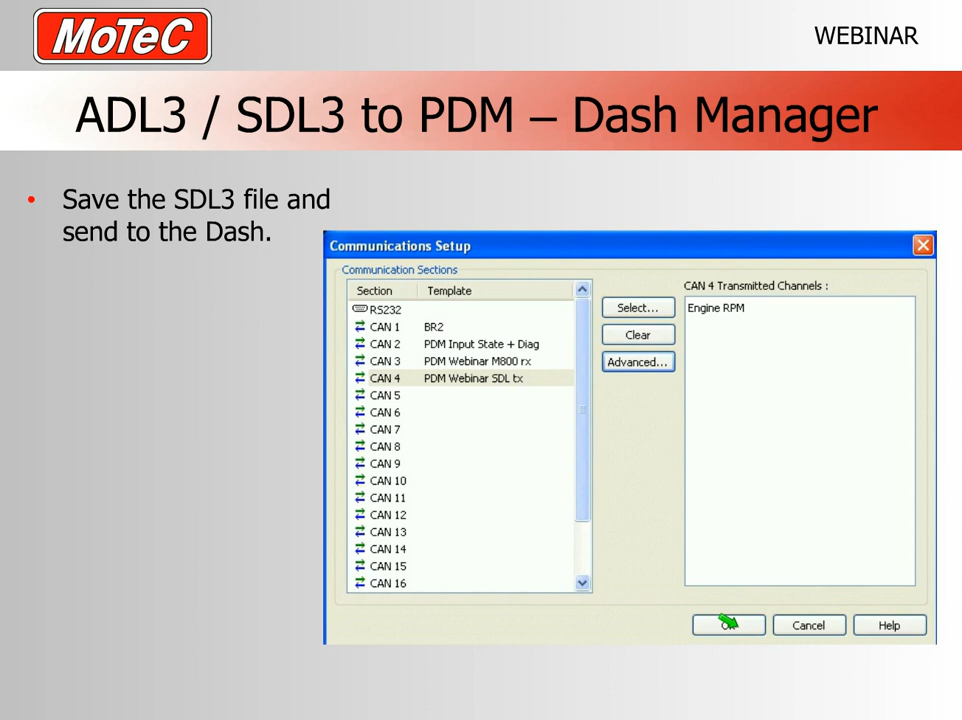 MoTeC
WEBINAR
ADL3 / SDL3 to PDM – Dash Manager
• Save the SDL3 file and
send to the Dash.
Communications Setup
Communication Sections
Section Template
RS232
CAN 1 BR2
CAN 2 PDM Input State + Diag
CAN 3 PDM Webinar M800 rx
CAN 4 PDM Webinar SDL tx
CAN 5
CAN 6
CAN 7
CAN 8
CAN 9
CAN 10
CAN 11
CAN 12
CAN 13
CAN 14
CAN 15
CAN 16
Select...
Clear
Advanced...
CAN 4 Transmitted Channels :
Engine RPM
OK Cancel Help